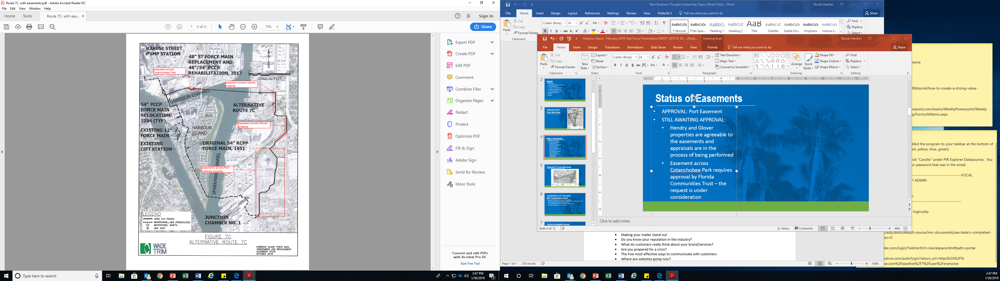 Route 7C. with easements.pdf - Adobe Acrobat Reader DC
File Edit View Window Help
Home Tools Route 7C. with eas... × Sign In
7 (1 of 1) 75% Share
KRAUSE STREET
PUMP STATION
48" ST FORCE MAIN
REPLACEMENT AND
48"/54" PCCP
REHABILITATION, 2017
easement across
Cotanchobee Park
0 1000 2000
SCALE IN FEET
easement across Hendry
property
GARRISON CHANNEL
54" PCCP
FORCE MAIN
RELOCATION,
1984 (TYP)
ALTERNATIVE
ROUTE 7C
easement across Glover
property
EXISTING 12"
FORCE MAIN
HARBOUR
ISLAND
EXISTING
LIFT STATION
ORIGINAL 54" RCPP
FORCE MAIN, 1951
SPARKMAN CHANNEL
easements across Port
Authority property
LEGEND
OPEN CUT TRENCH
MICROTUNNEL/J&B (TRENCHLESS)
MICROTUNNEL SHAFTS
LINE STOP
JUNCTION
CHAMBER NO. 1
FIGURE 7C
ALTERNATIVE ROUTE 7C
WADE
TRIM
HARBOUR ISLAND FORCE MAIN
ASSESSMENT AND REPLACEMENT
ALIGNMENT STUDY
OCTOBER 2018
Export PDF
Create PDF
Edit PDF
Comment
Combine Files
Organize Pages
Redact
Protect
Optimize PDF
Fill & Sign
Adobe Sign
Send for Review
More Tools
Convert and edit PDFs
with Acrobat Pro DC
Start Free Trial
Type here to search
2:47 PM
1/30/2019
New Business Thought Leadership Topics [Read-Only] - Word Nicole Hawker
File Home Insert Design Layout References Mailings Review View PerfectIt 3 Tell me what you want to do Share
Paste
Cut
Copy
Format Painter
Clipboard
Calibri (Body) 14
AaBbCcDc AaBbCcDc AaBbCc AaBbCcD AaB AaBbCcD AaBbCcDc AaBbCcDc AaBbCcDc
¶ Normal ¶ No Spac... Heading 1 Heading 2 Title Subtitle Subtle Em... Emphasis Intense E...
Find
Replace
Select
Harbour Island - February 2019 Task Force Presentation DRAFT 2019 01 28 ... [Read... Drawing Tools Nicole Hawker
File Home Insert Design Transitions Animations Slide Show Review View Format Tell me what you want to do Share
Paste
Cut
Copy
Format Painter
Clipboard
New
Slide
Layout
Reset
Section
Slides
Calibri (Body) 24
Font
Text Direction
Align Text
Convert to SmartArt
Paragraph
Arrange
Quick
Styles
Shape Fill
Shape Outline
Shape Effects
Drawing
Find
Replace
Select
Editing
2
Agenda
3
Preferred 48"/64"
Force Main Route
4
Status of Easements
5
Proposed 12" Force Main Route
6
Coordination of 12" Force Main
With Transportation Project
7
Pipeline Investigation Results
Status of Easements
• APPROVAL: Port Easement
• STILL AWAITING APPROVAL:
• Hendry and Glover
properties are agreeable to
the easements and
appraisals are in the
process of being performed
• Easement across
Cotanchobee Park requires
approval by Florida
Communities Trust – the
request is under
consideration
Click to add notes
Slide 4 of 12 Notes Comments 68%
• Making your mailer stand out
• Do you know your reputation in the industry?
• What do customers really think about your brand/services?
• Are you prepared for a crisis?
• The Five most effective ways to communicate with customers
• Where are websites going now?
Page 1 of 1 278 words 100%
merce
lNilsson4/how-to-create-a-strong-value-
repoint.com/teams/WeeklyPowerpoint/Weekly
g/Forms/AllItems.aspx
dded the program to your taskbar at the bottom of
ed, yellow, blue, green]
pick "Carollo" under PW Explorer Datasources. You
ur password that was in the email.
FOCAL
P-ADMIN
-login.php
u.edu/docs/default-source/imc-documents/see-katie's-completed-
sn=0
ike.com/login/?redirectUrl=/workspace.htm#path=portal
edrive.com/auth/login?return_url=https%3A%2F%
ve.com%2Fpipeline%2F7%2Fuser%2Feveryone
2:47 PM
1/30/2019